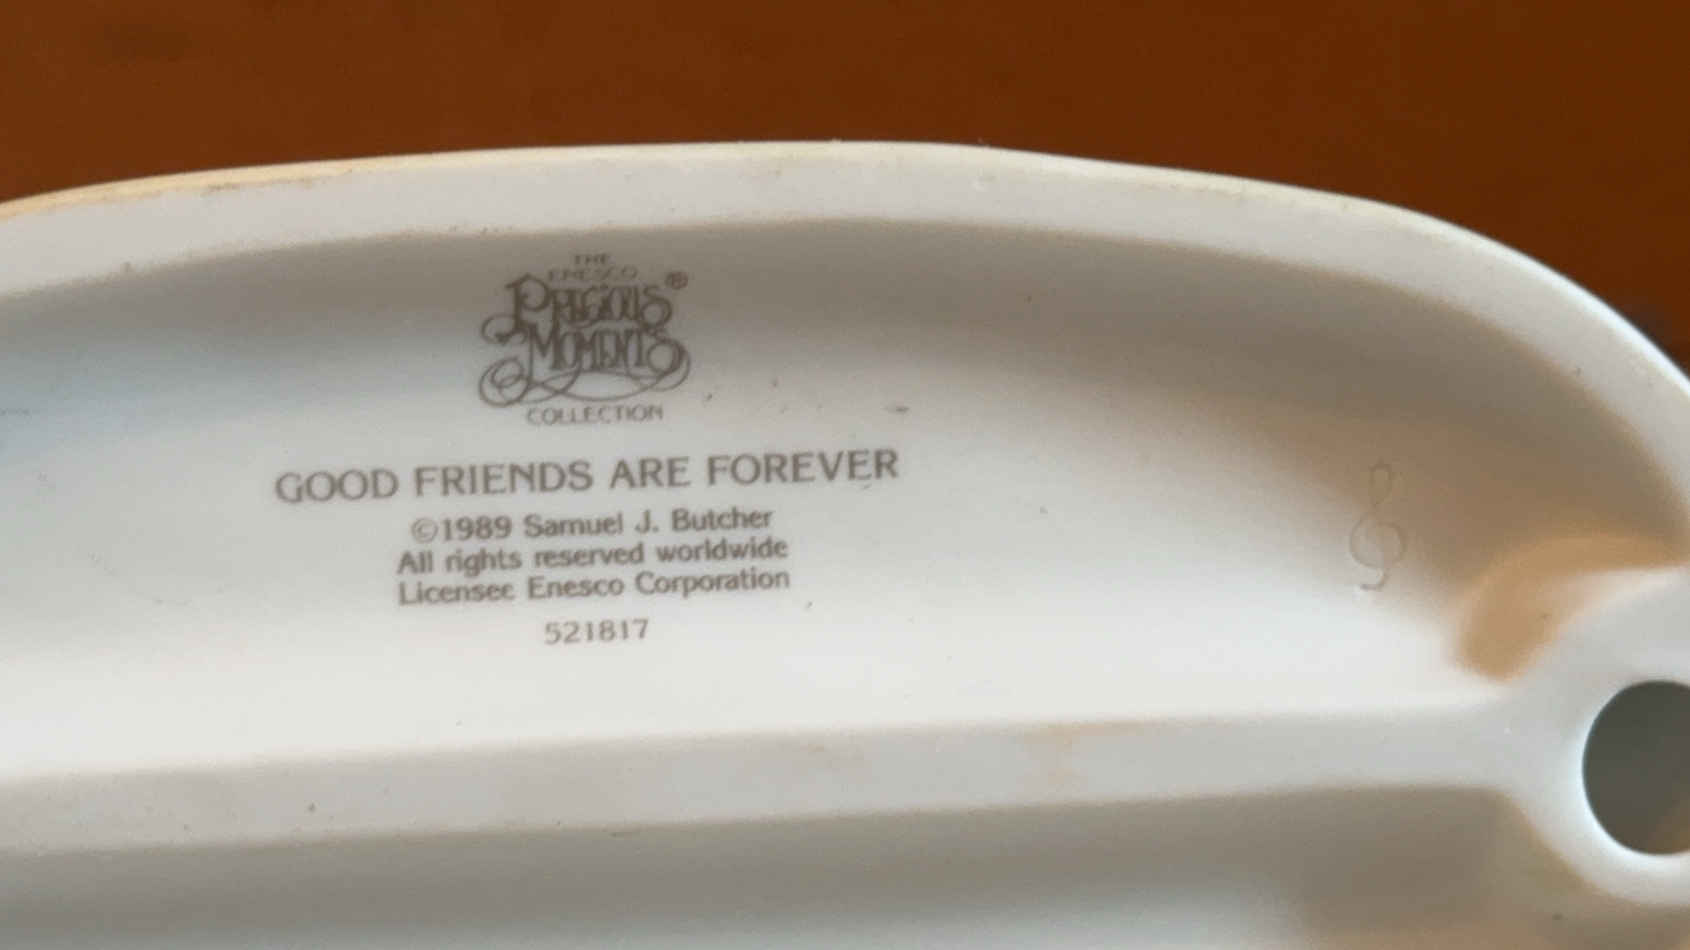 THE
ENESCO
PRECIOUS®
MOMENTS
COLLECTION
GOOD FRIENDS ARE FOREVER
©1989 Samuel J. Butcher
All rights reserved worldwide
Licensee Enesco Corporation
521817